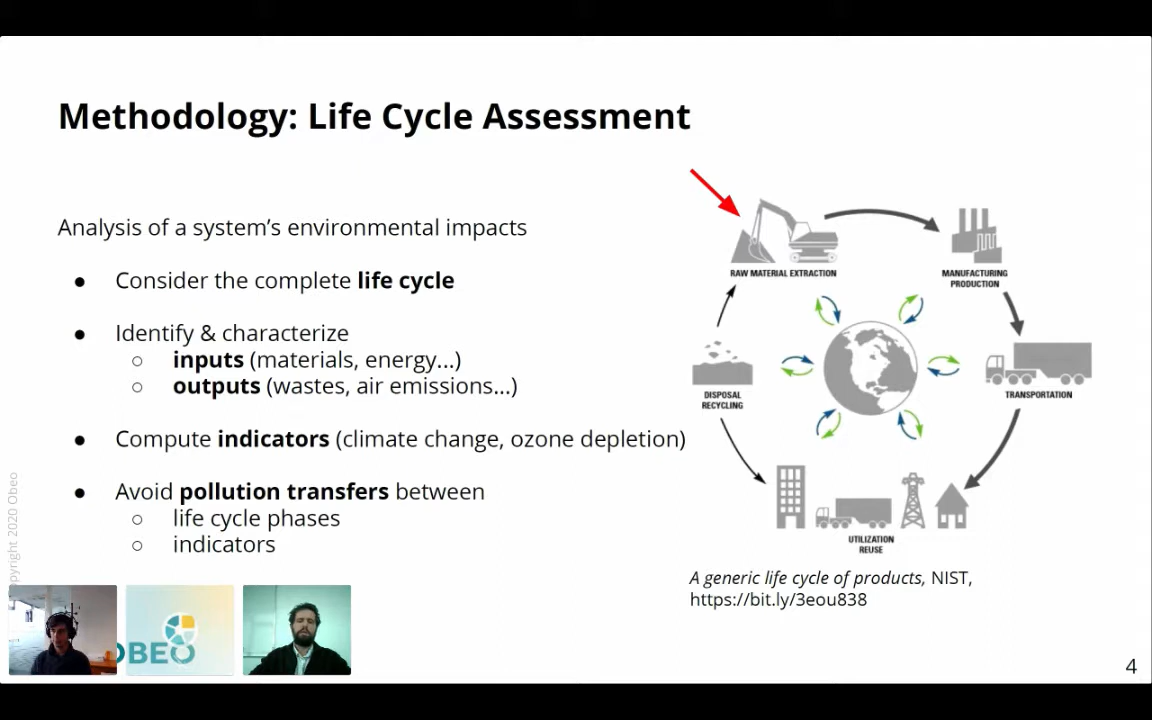 Methodology: Life Cycle Assessment
Analysis of a system's environmental impacts
● Consider the complete life cycle
● Identify & characterize
○ inputs (materials, energy...)
○ outputs (wastes, air emissions...)
● Compute indicators (climate change, ozone depletion)
● Avoid pollution transfers between
○ life cycle phases
○ indicators
RAW MATERIAL EXTRACTION
MANUFACTURING
PRODUCTION
TRANSPORTATION
UTILIZATION
REUSE
DISPOSAL
RECYCLING
A generic life cycle of products, NIST,
https://bit.ly/3eou838
opyright 2020 Obeo
OBEO
4